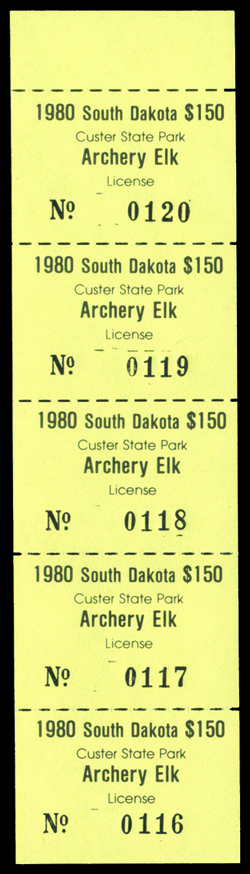 1980 South Dakota $150
Custer State Park
Archery Elk
License
Nº 0120
1980 South Dakota $150
Custer State Park
Archery Elk
License
Nº 0119
1980 South Dakota $150
Custer State Park
Archery Elk
License
Nº 0118
1980 South Dakota $150
Custer State Park
Archery Elk
License
Nº 0117
1980 South Dakota $150
Custer State Park
Archery Elk
License
Nº 0116